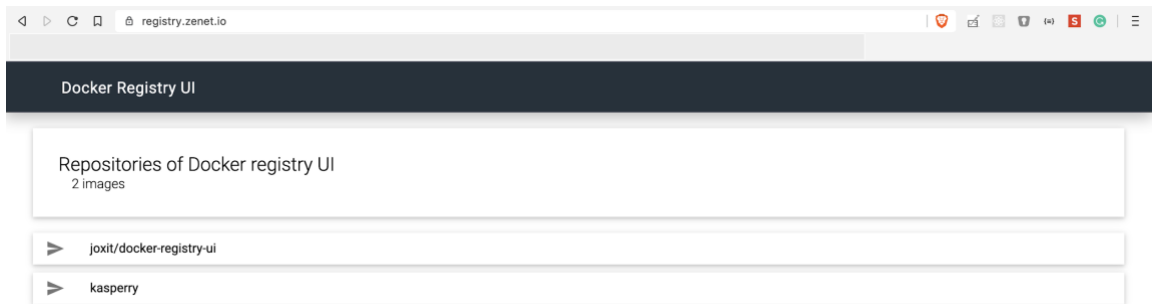 registry.zenet.io
Docker Registry UI
Repositories of Docker registry UI
2 images
joxit/docker-registry-ui
kasperry